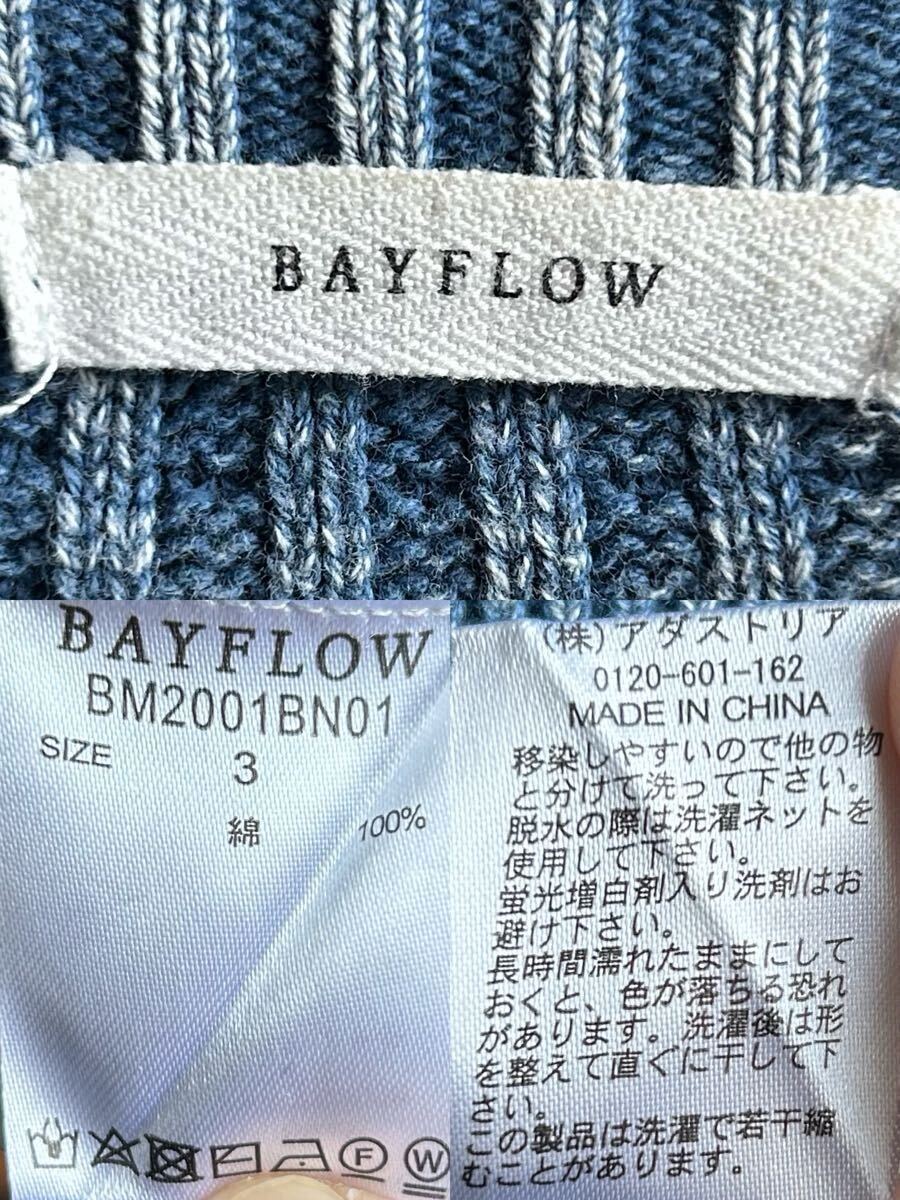 BAYFLOW
BAYFLOW
BM2001BN01
SIZE 3
綿 100%
F W
(株)アダストリア
0120-601-162
MADE IN CHINA
移染しやすいので他の物
と分けて洗って下さい。
脱水の際は洗濯ネットを
使用して下さい。
蛍光増白剤入り洗剤はお
避け下さい。
長時間濡れたままにして
おくと、色が落ちる恐れ
があります。洗濯後は形
を整えて直ぐに干して下
さい。
この製品は洗濯で若干縮
むことがあります。